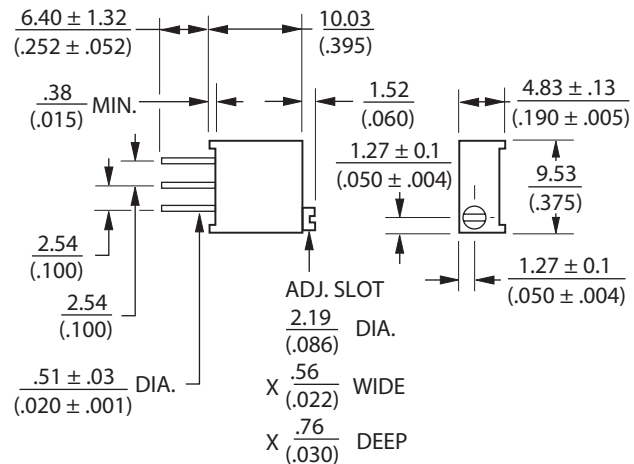 6.40 ± 1.32
(.252 ± .052)
10.03
(.395)
.38
(.015)
MIN.
1.52
(.060)
4.83 ± .13
(.190 ± .005)
1.27 ± 0.1
(.050 ± .004)
9.53
(.375)
2.54
(.100)
2.54
(.100)
1.27 ± 0.1
(.050 ± .004)
ADJ. SLOT
2.19
(.086)
DIA.
.51 ± .03
(.020 ± .001)
DIA.
X .56
(.022)
WIDE
X .76
(.030)
DEEP